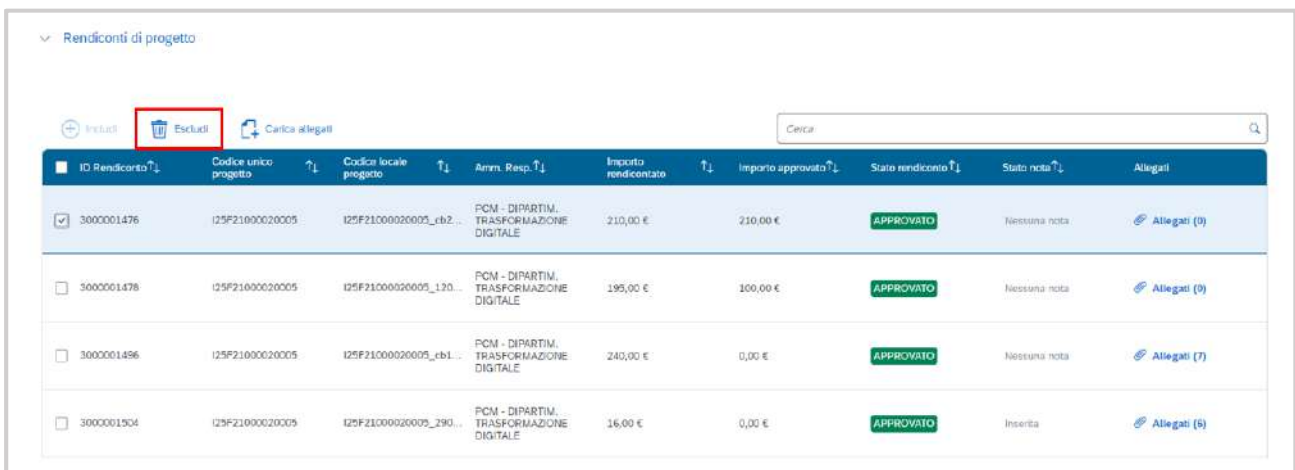 Rendiconti di progetto
Includi Escludi Carica allegati Cerca
ID Rendiconto Codice unico progetto Codice locale progetto Amm. Resp. Importo rendicontato Importo approvato Stato rendiconto Stato nota Allegati
3000001476 I25F21000020005 I25F21000020005_cb2... PCM - DIPARTIM. TRASFORMAZIONE DIGITALE 210,00 € 210,00 € APPROVATO Nessuna nota Allegati (0)
3000001478 I25F21000020005 I25F21000020005_120... PCM - DIPARTIM. TRASFORMAZIONE DIGITALE 195,00 € 100,00 € APPROVATO Nessuna nota Allegati (0)
3000001496 I25F21000020005 I25F21000020005_cb1... PCM - DIPARTIM. TRASFORMAZIONE DIGITALE 240,00 € 0,00 € APPROVATO Nessuna nota Allegati (7)
3000001504 I25F21000020005 I25F21000020005_290... PCM - DIPARTIM. TRASFORMAZIONE DIGITALE 16,00 € 0,00 € APPROVATO Inserita Allegati (6)